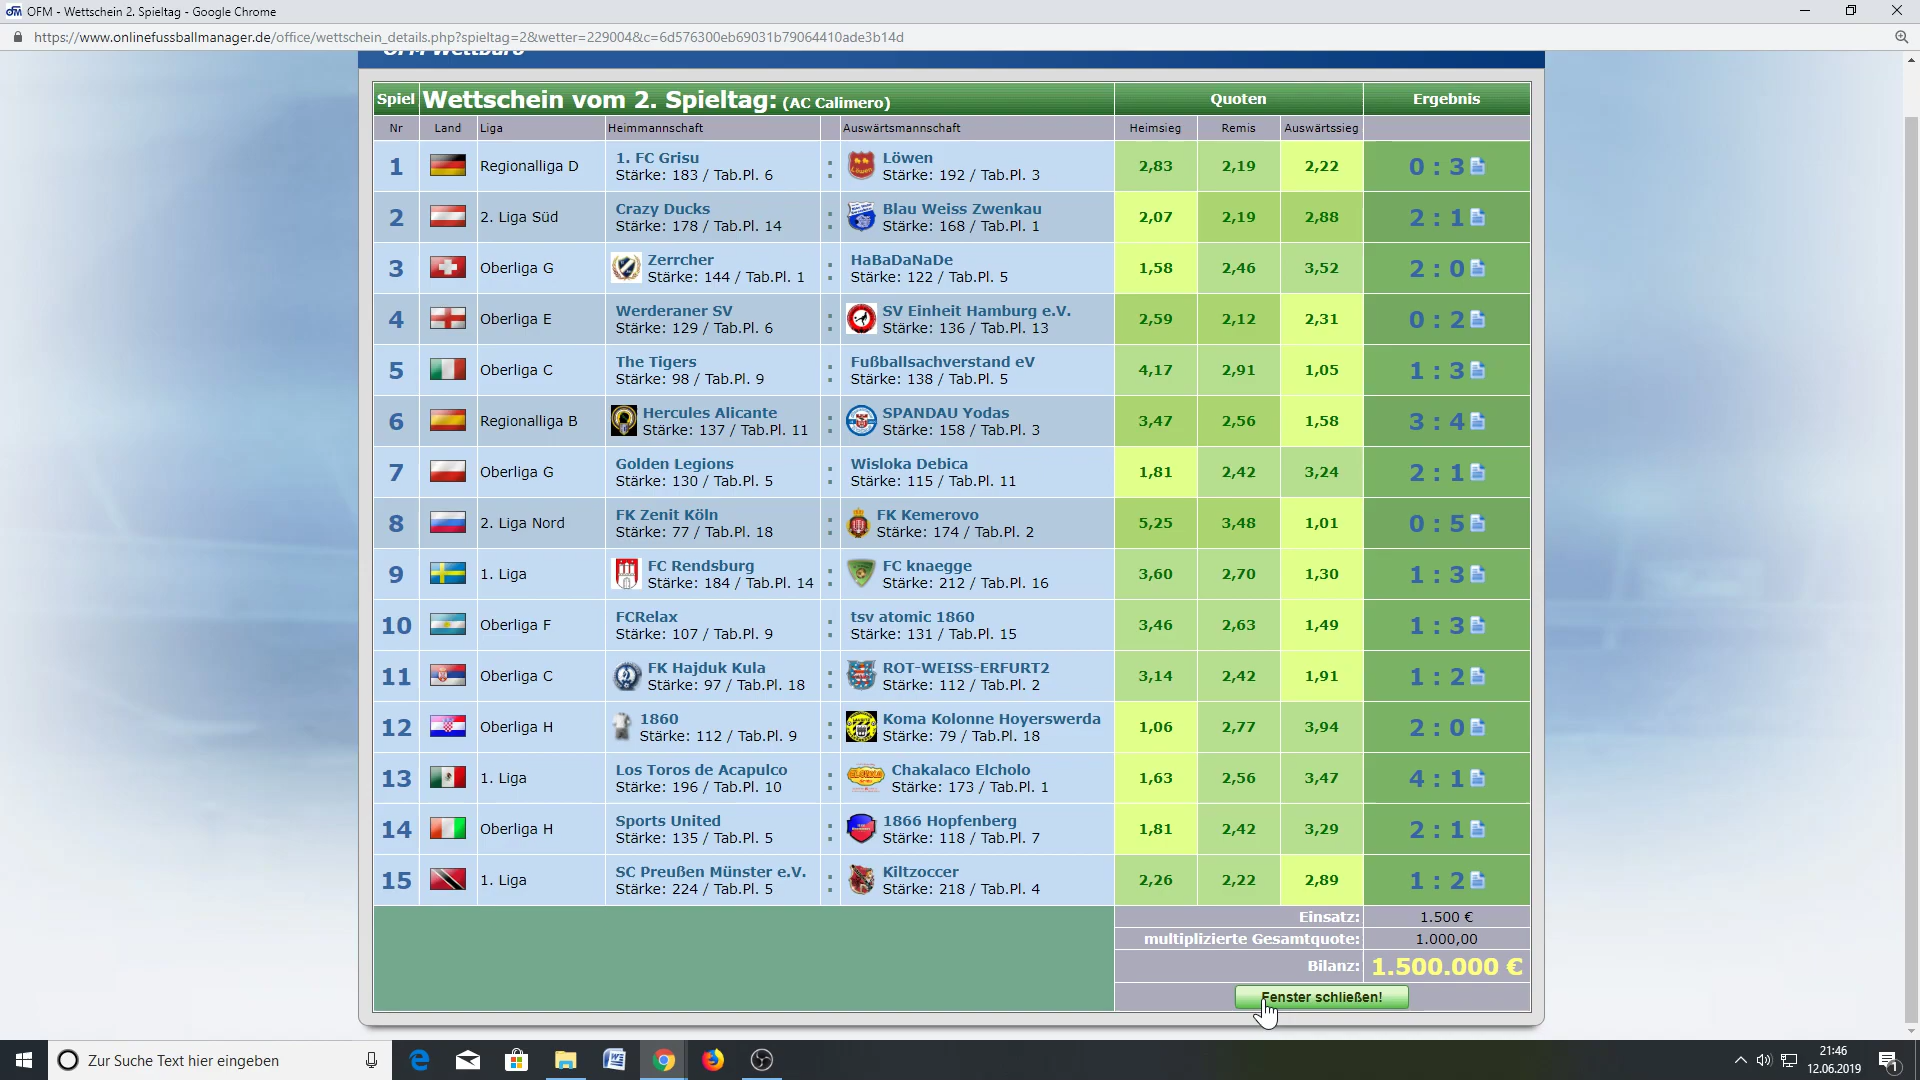 OFM - Wettschein 2. Spieltag - Google Chrome
https://www.onlinefussballmanager.de/office/wettschein_details.php?spieltag=2&wetter=229004&c=6d576300eb69031b79064410ade3b14d
OFM Wettbüro
Spiel Wettschein vom 2. Spieltag: (AC Calimero) Quoten Ergebnis
Nr Land Liga Heimmannschaft Auswärtsmannschaft Heimsieg Remis Auswärtssieg
1 Regionalliga D 1. FC Grisu : Löwen 2,83 2,19 2,22 0 : 3
Stärke: 183 / Tab.Pl. 6 Stärke: 192 / Tab.Pl. 3
2 2. Liga Süd Crazy Ducks : Blau Weiss Zwenkau 2,07 2,19 2,88 2 : 1
Stärke: 178 / Tab.Pl. 14 Stärke: 168 / Tab.Pl. 1
3 Oberliga G Zerrcher : HaBaDaNaDe 1,58 2,46 3,52 2 : 0
Stärke: 144 / Tab.Pl. 1 Stärke: 122 / Tab.Pl. 5
4 Oberliga E Werderaner SV : SV Einheit Hamburg e.V. 2,59 2,12 2,31 0 : 2
Stärke: 129 / Tab.Pl. 6 Stärke: 136 / Tab.Pl. 13
5 Oberliga C The Tigers : Fußballsachverstand eV 4,17 2,91 1,05 1 : 3
Stärke: 98 / Tab.Pl. 9 Stärke: 138 / Tab.Pl. 5
6 Regionalliga B Hercules Alicante : SPANDAU Yodas 3,47 2,56 1,58 3 : 4
Stärke: 137 / Tab.Pl. 11 Stärke: 158 / Tab.Pl. 3
7 Oberliga G Golden Legions : Wisloka Debica 1,81 2,42 3,24 2 : 1
Stärke: 130 / Tab.Pl. 5 Stärke: 115 / Tab.Pl. 11
8 2. Liga Nord FK Zenit Köln : FK Kemerovo 5,25 3,48 1,01 0 : 5
Stärke: 77 / Tab.Pl. 18 Stärke: 174 / Tab.Pl. 2
9 1. Liga FC Rendsburg : FC knaegge 3,60 2,70 1,30 1 : 3
Stärke: 184 / Tab.Pl. 14 Stärke: 212 / Tab.Pl. 16
10 Oberliga F FCRelax : tsv atomic 1860 3,46 2,63 1,49 1 : 3
Stärke: 107 / Tab.Pl. 9 Stärke: 131 / Tab.Pl. 15
11 Oberliga C FK Hajduk Kula : ROT-WEISS-ERFURT2 3,14 2,42 1,91 1 : 2
Stärke: 97 / Tab.Pl. 18 Stärke: 112 / Tab.Pl. 2
12 Oberliga H 1860 : Koma Kolonne Hoyerswerda 1,06 2,77 3,94 2 : 0
Stärke: 112 / Tab.Pl. 9 Stärke: 79 / Tab.Pl. 18
13 1. Liga Los Toros de Acapulco : Chakalaco Elcholo 1,63 2,56 3,47 4 : 1
Stärke: 196 / Tab.Pl. 10 Stärke: 173 / Tab.Pl. 1
14 Oberliga H Sports United : 1866 Hopfenberg 1,81 2,42 3,29 2 : 1
Stärke: 135 / Tab.Pl. 5 Stärke: 118 / Tab.Pl. 7
15 1. Liga SC Preußen Münster e.V. : Kiltzoccer 2,26 2,22 2,89 1 : 2
Stärke: 224 / Tab.Pl. 5 Stärke: 218 / Tab.Pl. 4
Einsatz: 1.500 €
multiplizierte Gesamtquote: 1.000,00
Bilanz: 1.500.000 €
Fenster schließen!
Zur Suche Text hier eingeben
21:46
12.06.2019
1